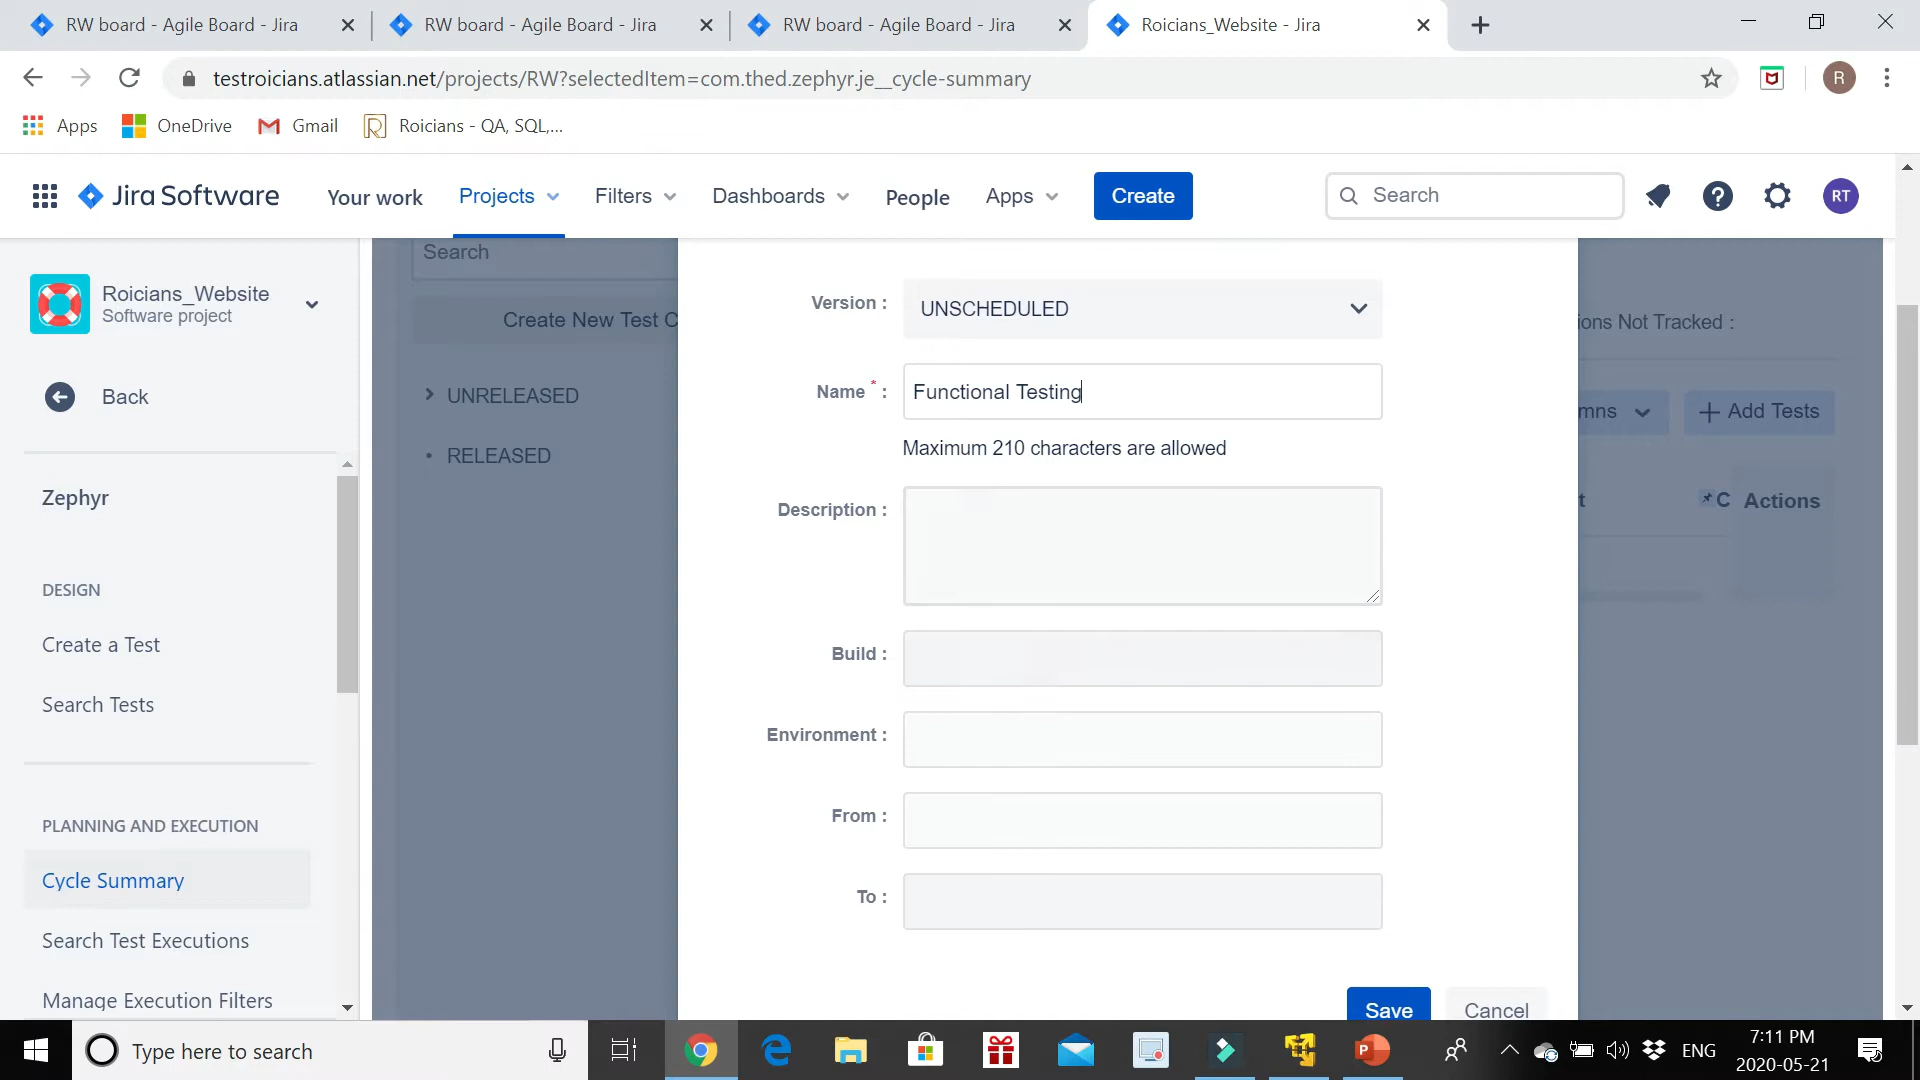 RW board - Agile Board - Jira
RW board - Agile Board - Jira
RW board - Agile Board - Jira
Roicians_Website - Jira
testroicians.atlassian.net/projects/RW?selectedItem=com.thed.zephyr.je__cycle-summary
R
Apps
OneDrive
Gmail
Roicians - QA, SQL,...
Jira Software
Your work
Projects
Filters
Dashboards
People
Apps
Create
Search
RT
Roicians_Website
Software project
Back
Zephyr
DESIGN
Create a Test
Search Tests
PLANNING AND EXECUTION
Cycle Summary
Search Test Executions
Manage Execution Filters
Search
Create New Test C
UNRELEASED
RELEASED
Version :
UNSCHEDULED
Name * :
Functional Testing
Maximum 210 characters are allowed
Description :
Build :
Environment :
From :
To :
Save
Cancel
ions Not Tracked :
mns
Add Tests
t
C
Actions
Type here to search
ENG
7:11 PM
2020-05-21